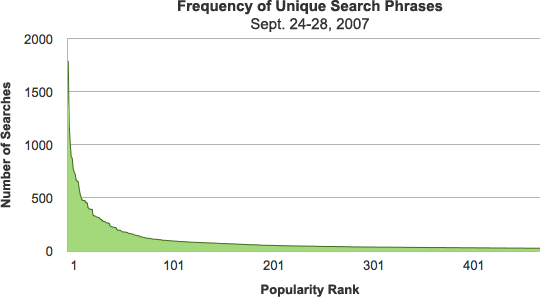 Frequency of Unique Search Phrases
Sept. 24-28, 2007
Number of Searches
2000
1500
1000
500
0
1 101 201 301 401
Popularity Rank